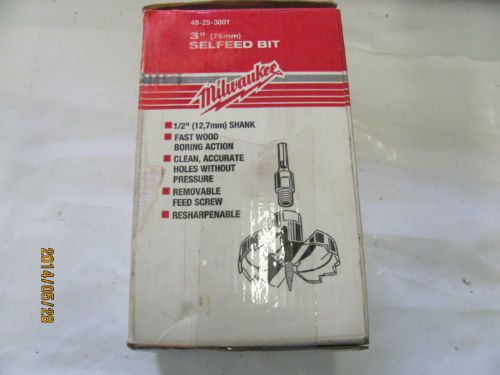 48-25-3001
3" (76mm)
SELFEED BIT
Milwaukee
1/2" (12,7mm) SHANK
FAST WOOD
BORING ACTION
CLEAN, ACCURATE
HOLES WITHOUT
PRESSURE
REMOVABLE
FEED SCREW
RESHARPENABLE
2014/05/28